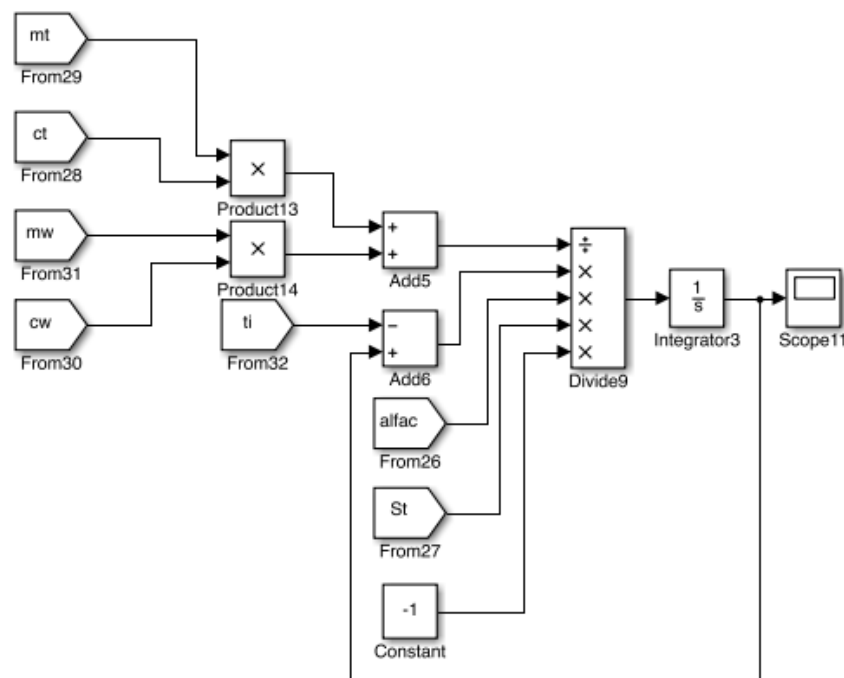 mt
From29
ct
From28
×
Product13
mw
From31
×
Product14
cw
From30
ti
From32
+
+
Add5
−
+
Add6
÷
×
×
×
×
Divide9
1
s
Integrator3
Scope11
alfac
From26
St
From27
-1
Constant